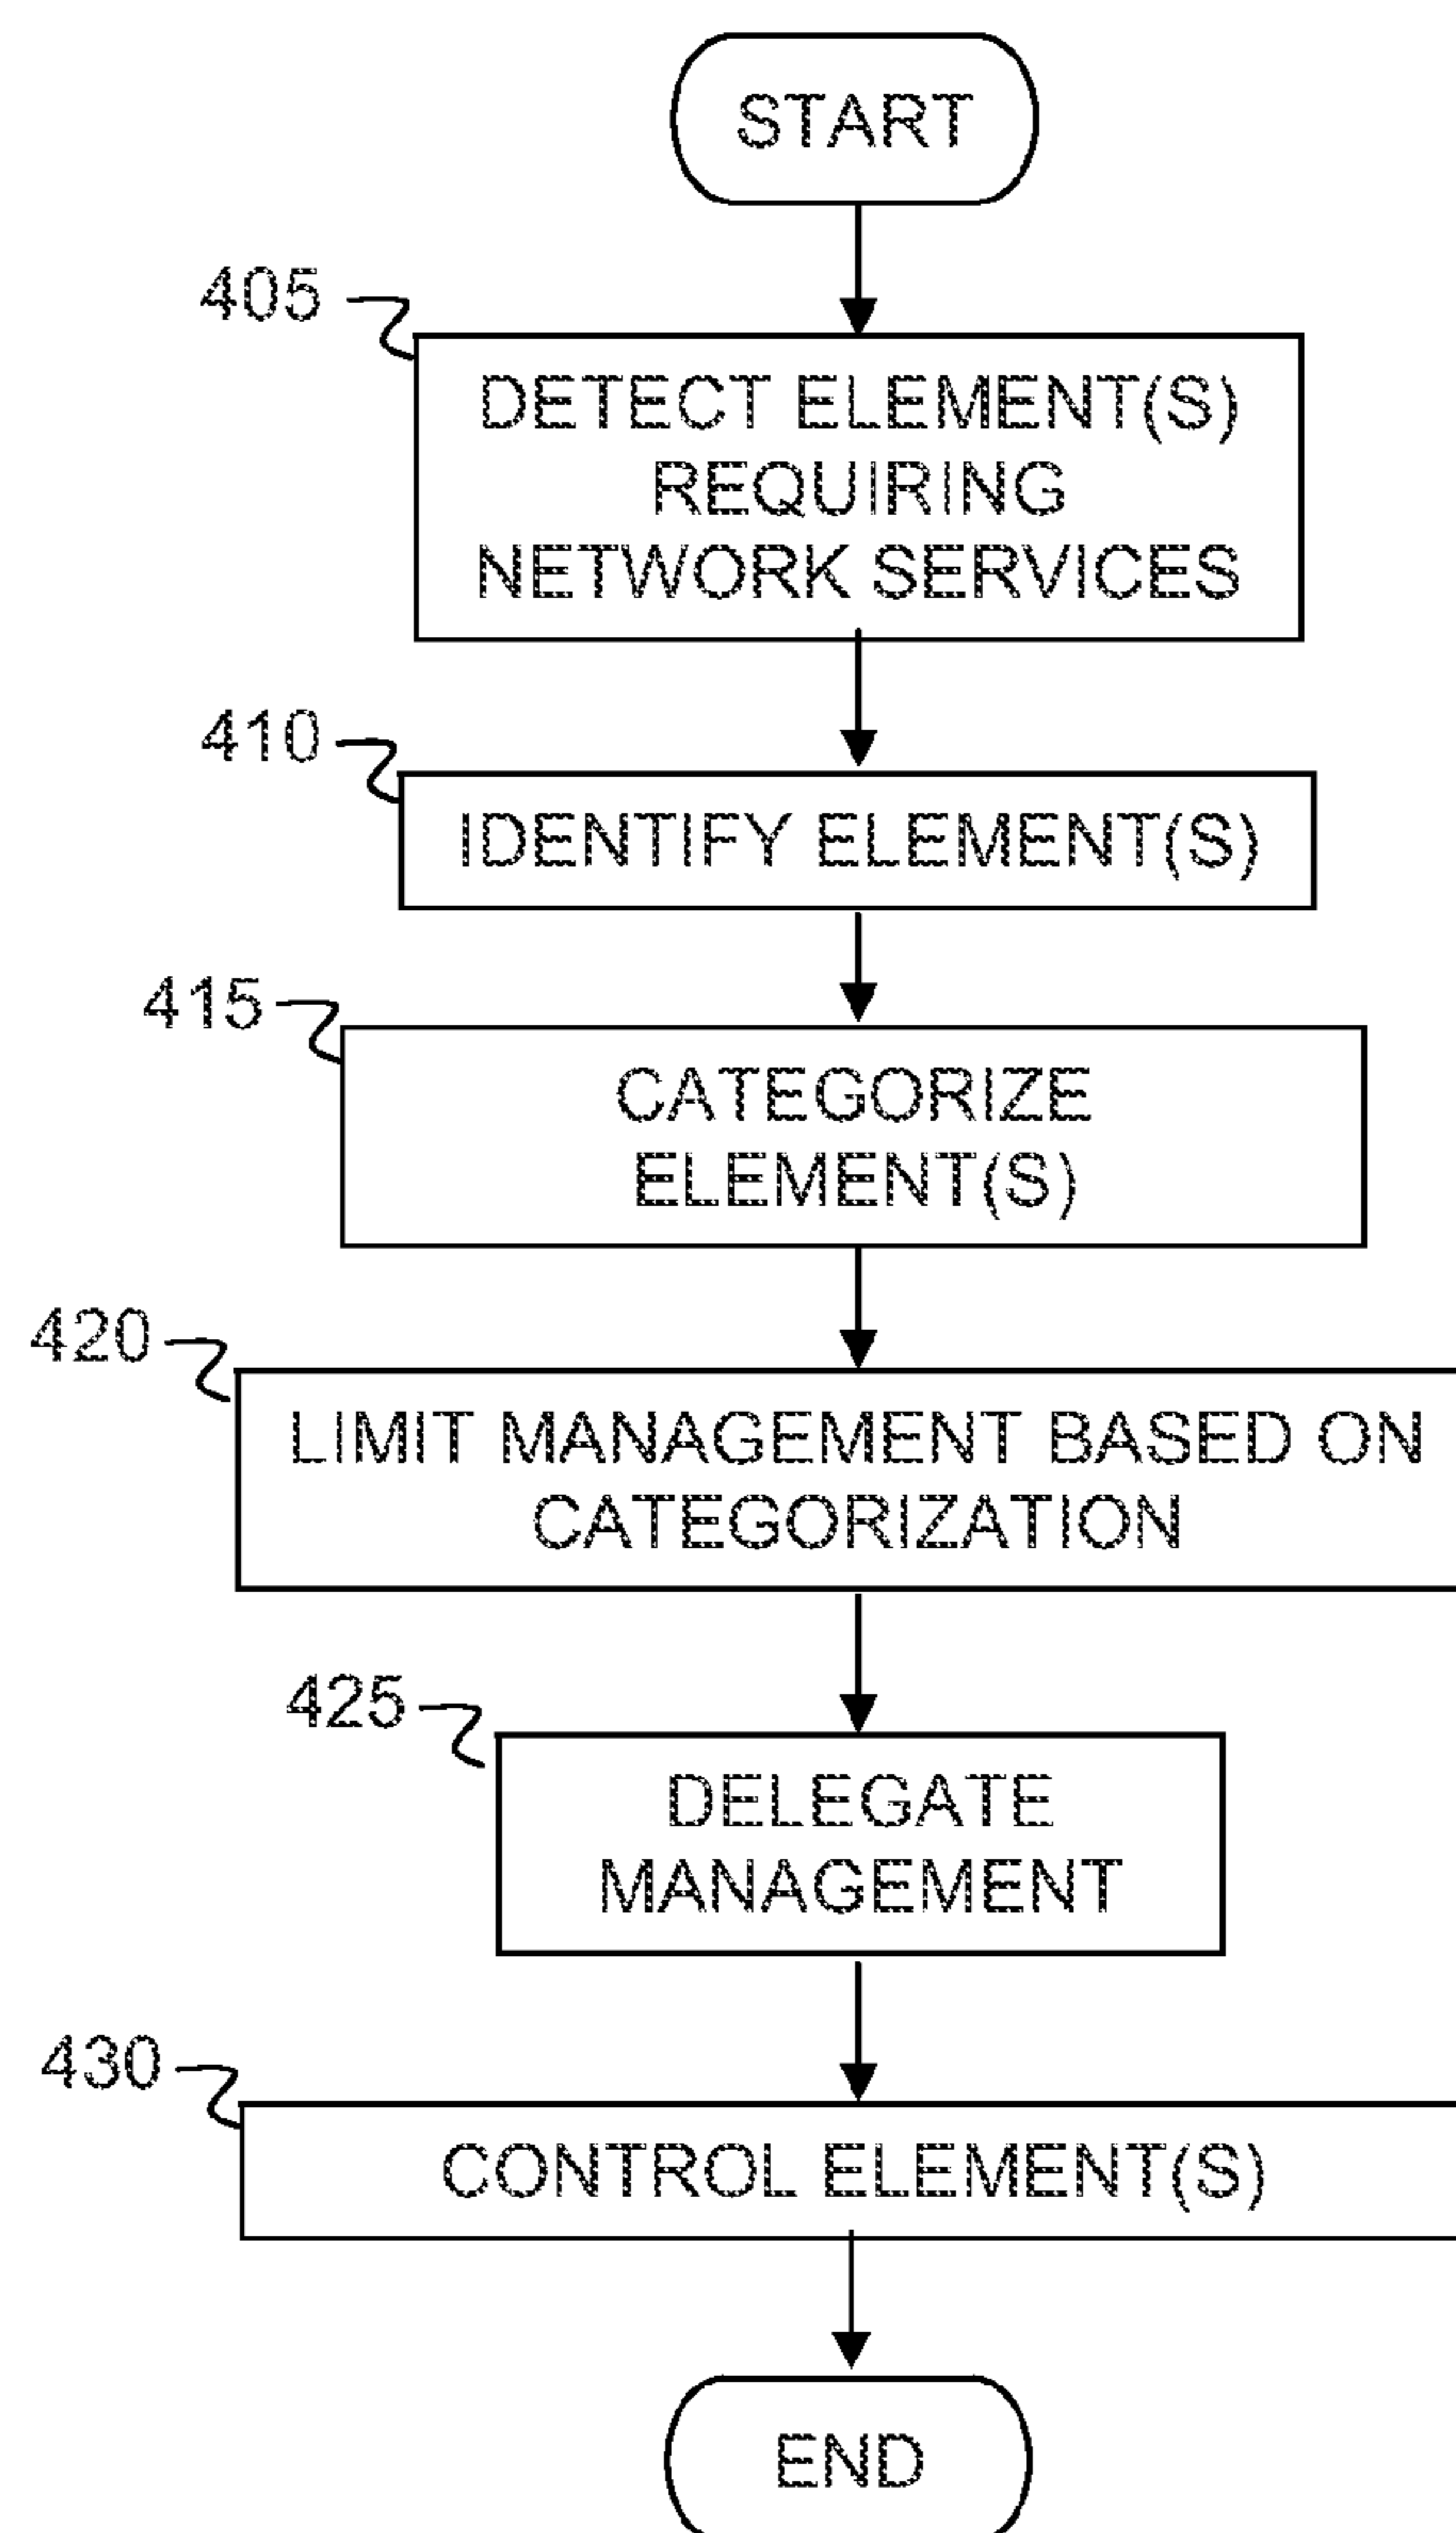 START
405
DETECT ELEMENT(S)
REQUIRING
NETWORK SERVICES
410
IDENTIFY ELEMENT(S)
415
CATEGORIZE
ELEMENT(S)
420
LIMIT MANAGEMENT BASED ON
CATEGORIZATION
425
DELEGATE
MANAGEMENT
430
CONTROL ELEMENT(S)
END